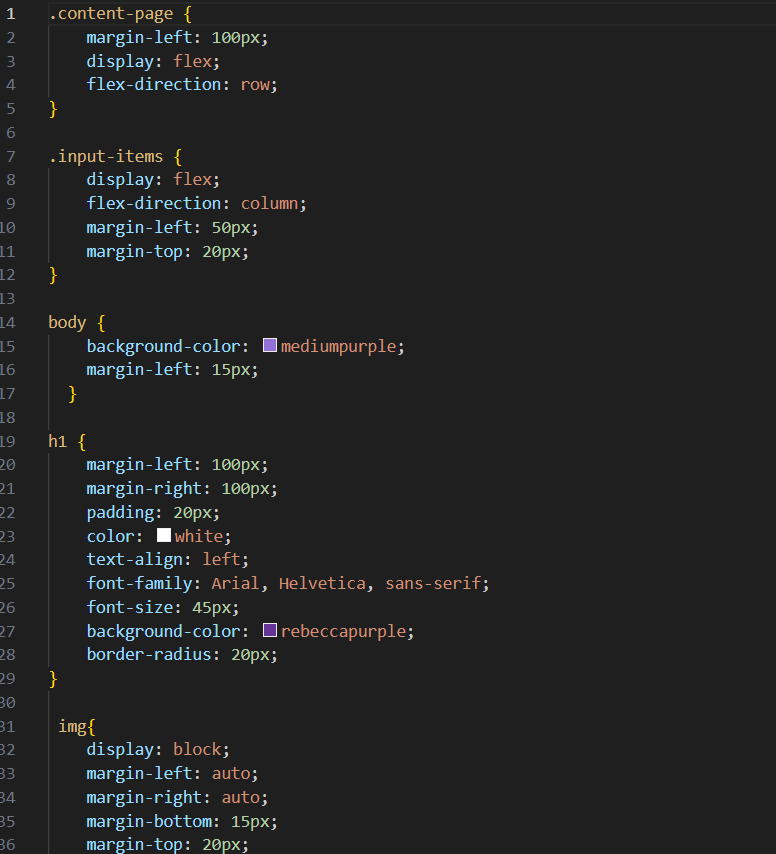 1 .content-page {
2 margin-left: 100px;
3 display: flex;
4 flex-direction: row;
5 }
6
7 .input-items {
8 display: flex;
9 flex-direction: column;
10 margin-left: 50px;
11 margin-top: 20px;
12 }
13
14 body {
15 background-color: mediumpurple;
16 margin-left: 15px;
17 }
18
19 h1 {
20 margin-left: 100px;
21 margin-right: 100px;
22 padding: 20px;
23 color: white;
24 text-align: left;
25 font-family: Arial, Helvetica, sans-serif;
26 font-size: 45px;
27 background-color: rebeccapurple;
28 border-radius: 20px;
29 }
30
31 img{
32 display: block;
33 margin-left: auto;
34 margin-right: auto;
35 margin-bottom: 15px;
36 margin-top: 20px;